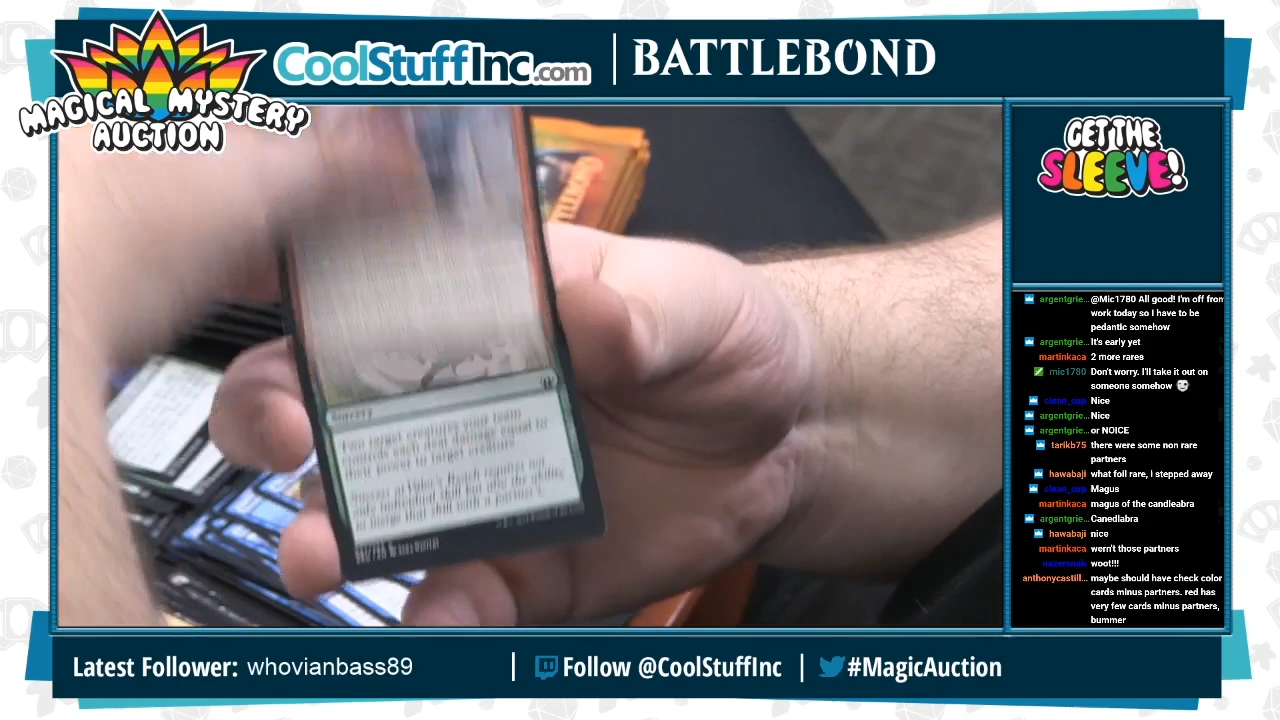 MAGICAL MYSTERY
AUCTION
CoolStuffInc.com
BATTLEBOND
GET THE
SLEEVE!
argentgrie... @Mic1780 All good! I'm off from
work today so I have to be
pedantic somehow
argentgrie... It's early yet
martinkaca 2 more rares
mic1780 Don't worry. I'll take it out on
someone somehow
clean_cup Nice
argentgrie... Nice
argentgrie... or NOICE
tarikb75 there were some non rare
partners
hawabaji what foil rare, I stepped away
clean_cup Magus
martinkaca magus of the candleabra
argentgrie... Canedlabra
hawabaji nice
martinkaca wern't those partners
woot!!!
anthonycastill... maybe should have check color
cards minus partners. red has
very few cards minus partners,
bummer
Sorcery
Latest Follower: whovianbass89
Follow @CoolStuffInc
#MagicAuction